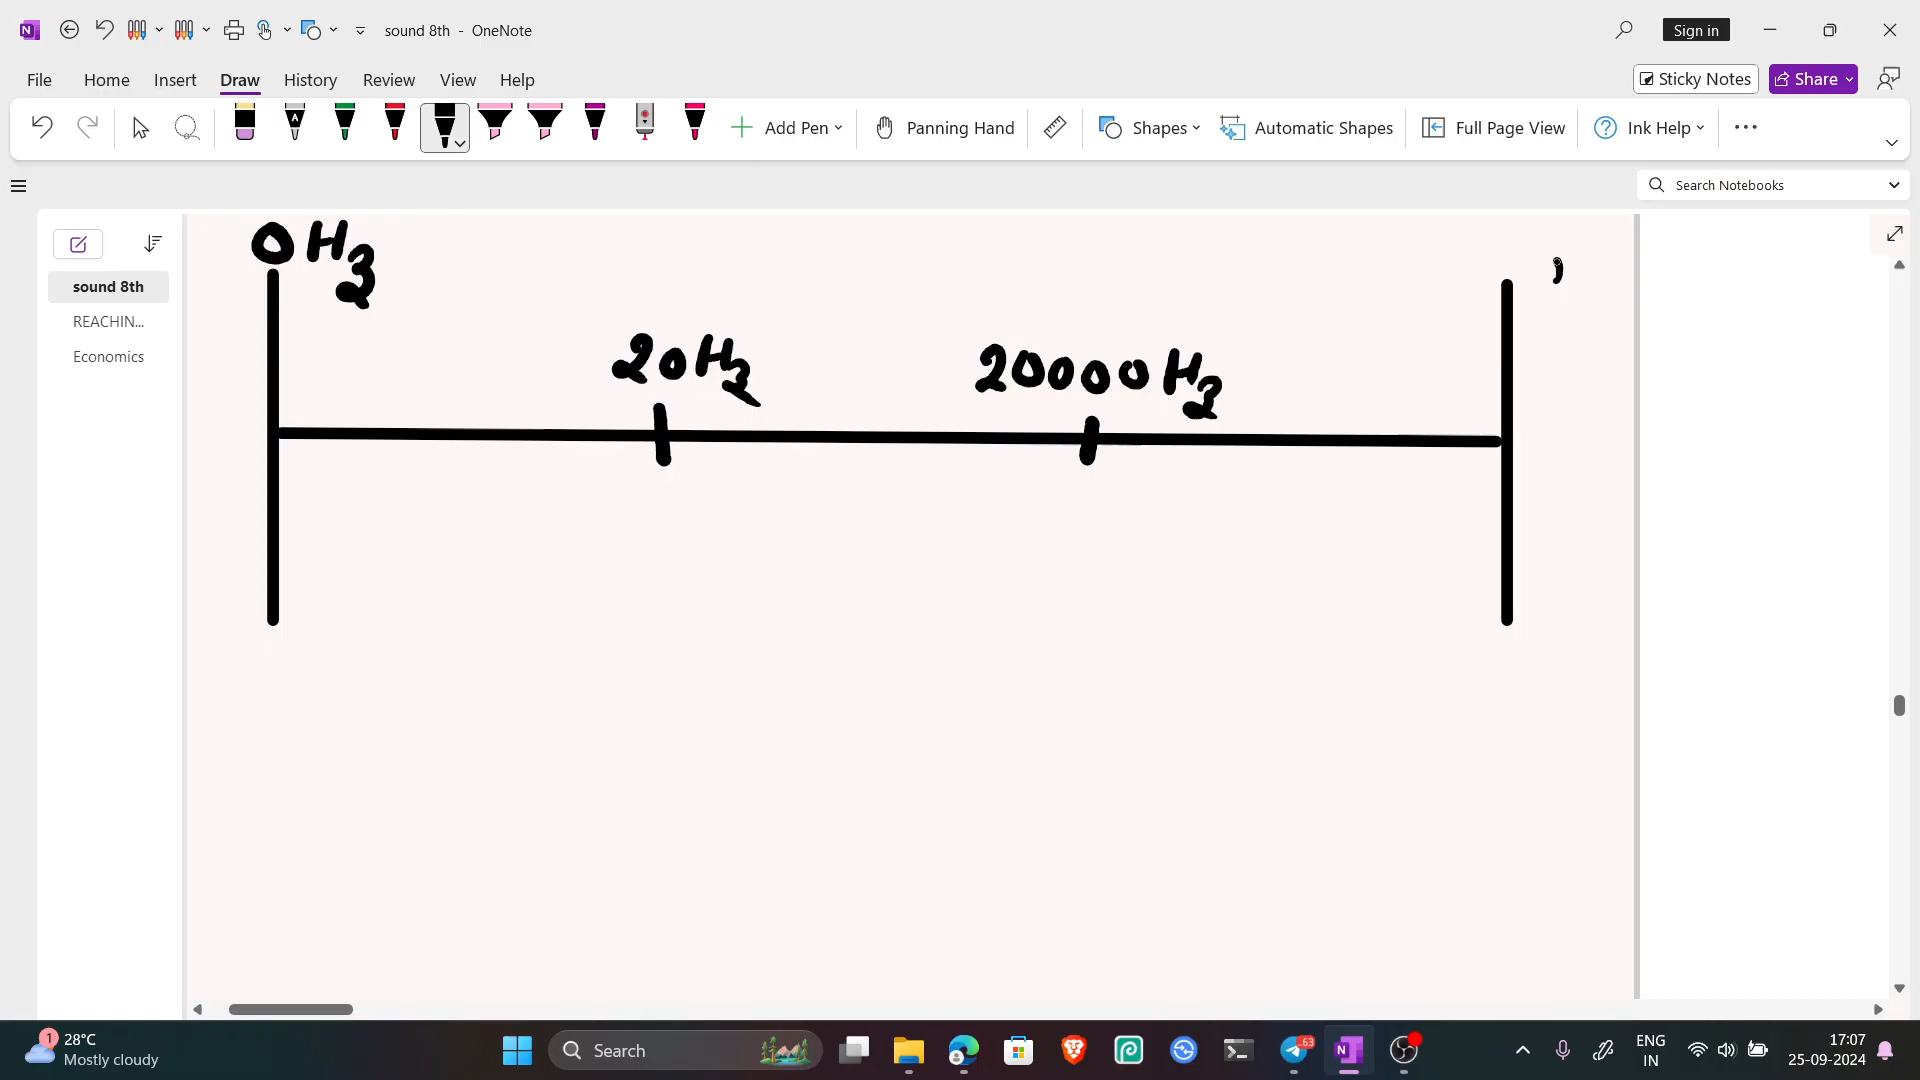 sound 8th - OneNote
Sign in
File Home Insert Draw History Review View Help
Sticky Notes Share
Add Pen Panning Hand Shapes Automatic Shapes Full Page View Ink Help
Search Notebooks
sound 8th
REACHIN...
Economics
0 Hz
20 Hz
20000 Hz
1
28°C
Mostly cloudy
Search
63
ENG
IN
17:07
25-09-2024